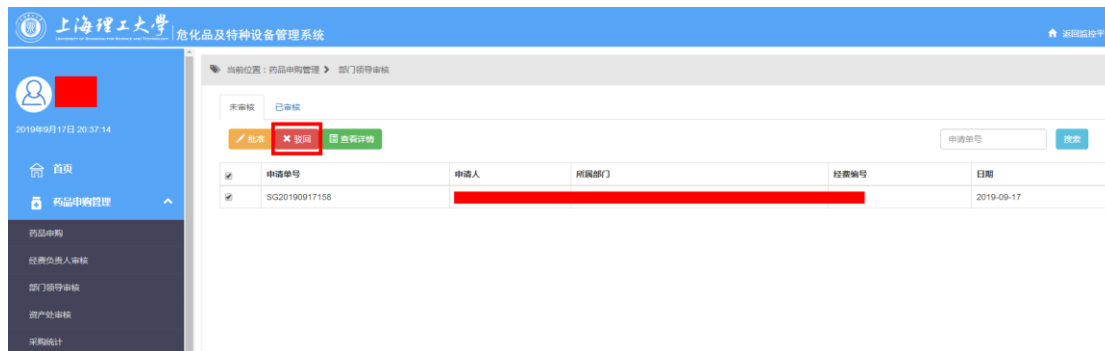 上海理工大学 危化品及特种设备管理系统
返回监控平
当前位置：药品申购管理 > 部门领导审核
未审核 已审核
2019年9月17日 20:37:14
批准 驳回 查看详情 申请单号 搜索
首页
申请单号 申请人 所属部门 经费编号 日期
SG20190917158 2019-09-17
药品申购管理
药品申购
经费负责人审核
部门领导审核
资产处审核
采购统计